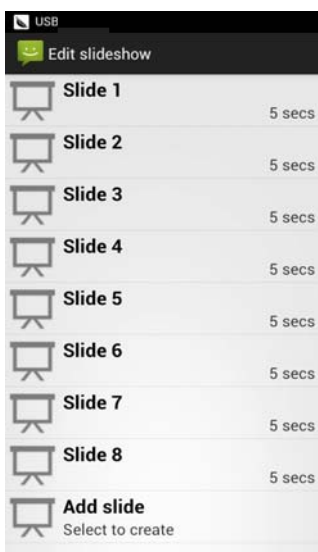 USB
Edit slideshow
Slide 1
5 secs
Slide 2
5 secs
Slide 3
5 secs
Slide 4
5 secs
Slide 5
5 secs
Slide 6
5 secs
Slide 7
5 secs
Slide 8
5 secs
Add slide
Select to create